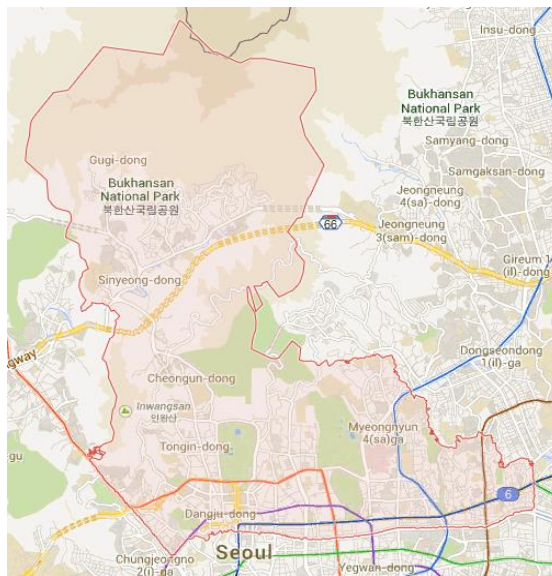 Insu-dong
Bukhansan
National Park
북한산국립공원
Samyang-dong
Gugi-dong
Samgaksan-dong
Bukhansan
National Park
북한산국립공원
Jeongneung
4(sa)-dong
66
Jeongneung
3(sam)-dong
Gireum 1
(il)-dong
Sinyeong-dong
Dongseondong
1(il)-ga
ngway
Cheongun-dong
Inwangsan
인왕산
Myeongnyun
4(sa)ga
Tongin-dong
gu
6
Dangju-dong
Seoul
Chungjeongno
2(i)-ga
Yegwan-dong